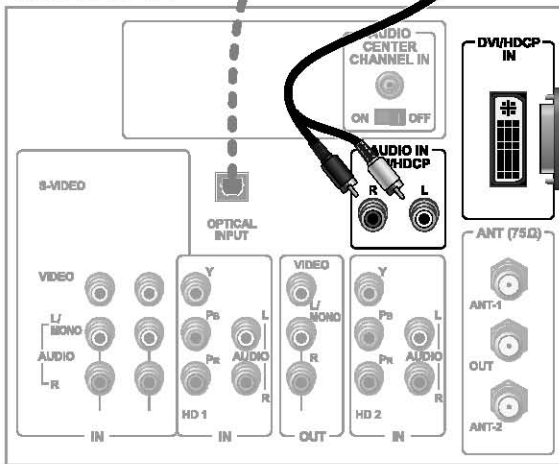 AUDIO
CENTER
CHANNEL IN
ON OFF
DVI/HDCP
IN
AUDIO IN
/HDCP
R L
S-VIDEO
OPTICAL
INPUT
ANT (75Ω)
VIDEO
L/
MONO
AUDIO
R
IN
Y
PB
PR
L
AUDIO
R
HD 1
IN
VIDEO
L/
MONO
R
OUT
Y
PB
PR
L
AUDIO
R
HD 2
IN
ANT-1
OUT
ANT-2